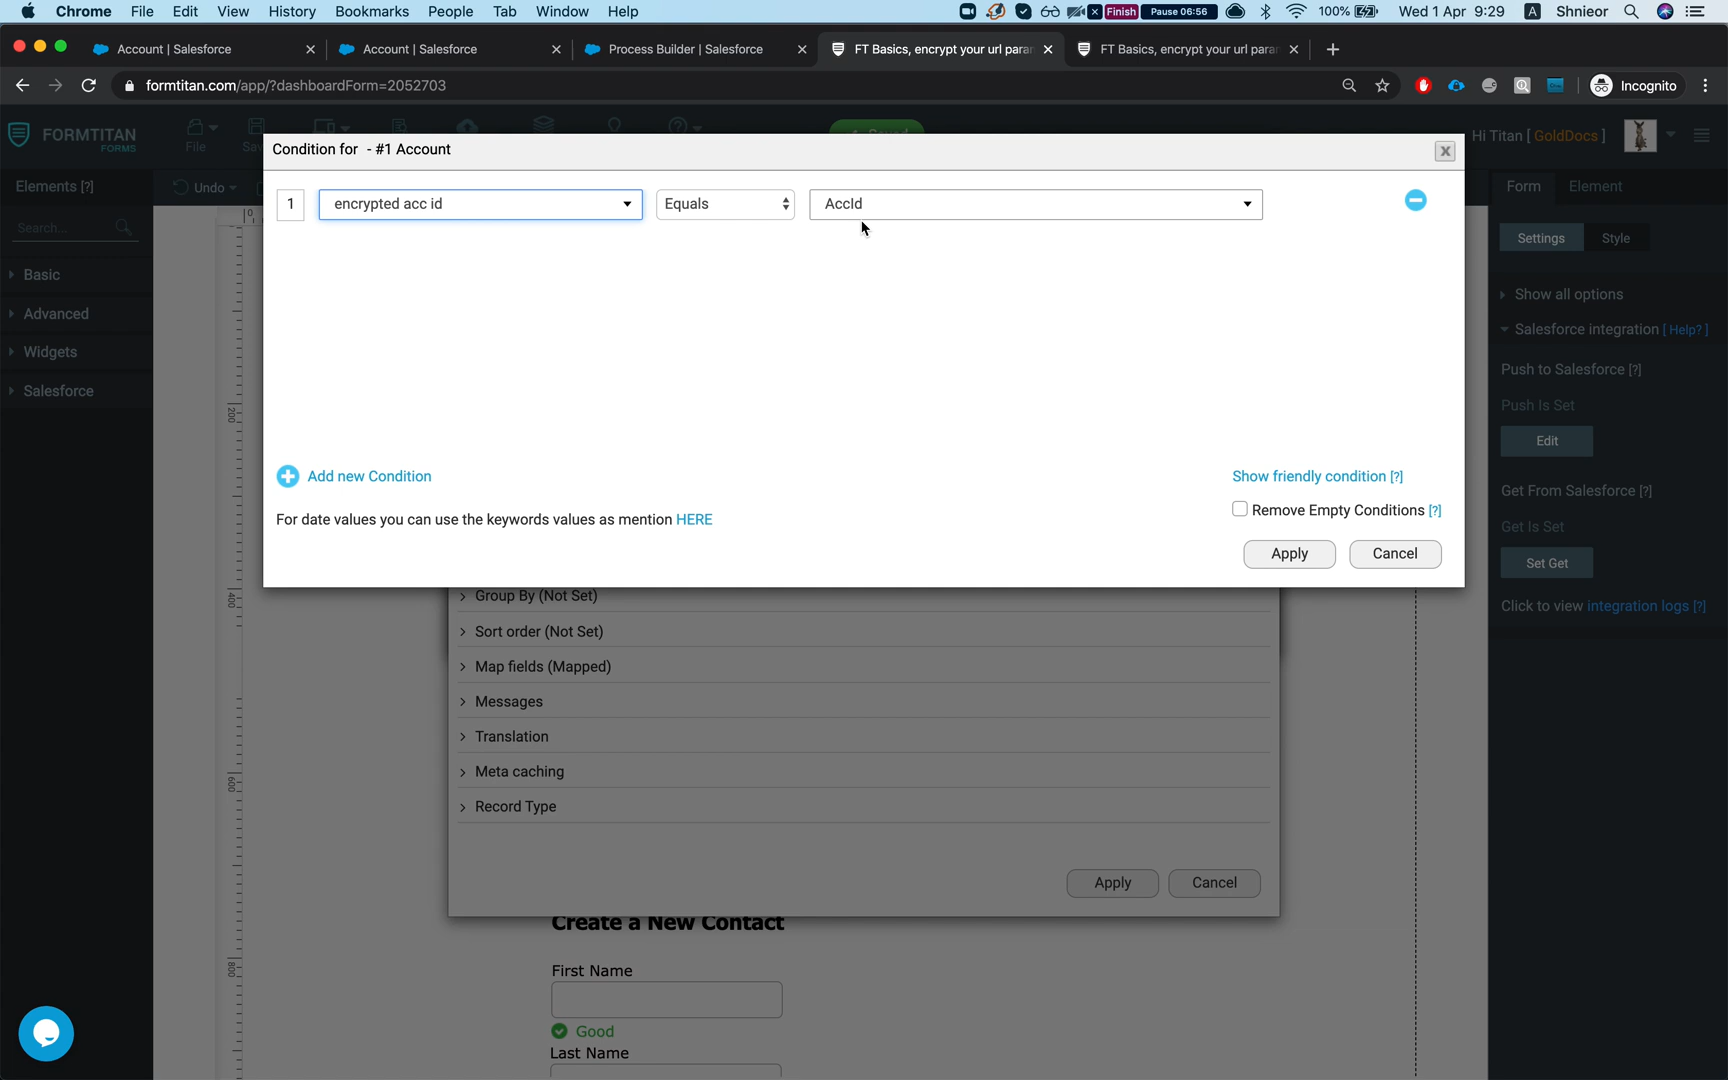 Chrome File Edit View History Bookmarks People Tab Window Help Finish Pause 06:56 100% Wed 1 Apr 9:29 A Shnieor
Account | Salesforce Account | Salesforce Process Builder | Salesforce FT Basics, encrypt your url para FT Basics, encrypt your url para
formtitan.com/app/?dashboardForm=2052703 Incognito
FORMTITAN
FORMS
File
Hi Titan [ GoldDocs ]
Condition for - #1 Account
Elements [?]
Undo
Form Element
1 encrypted acc id Equals AccId
Search...
Settings Style
Basic
Show all options
Advanced
Salesforce integration [ Help? ]
Widgets
Push to Salesforce [?]
Salesforce
Push Is Set
200
Edit
Add new Condition
Show friendly condition [?]
Get From Salesforce [?]
For date values you can use the keywords values as mention HERE
Remove Empty Conditions [?]
Get Is Set
Apply Cancel
Set Get
400
Group By (Not Set)
Click to view integration logs [?]
Sort order (Not Set)
Map fields (Mapped)
Messages
Translation
600
Meta caching
Record Type
Apply Cancel
Create a New Contact
800
First Name
Good
Last Name